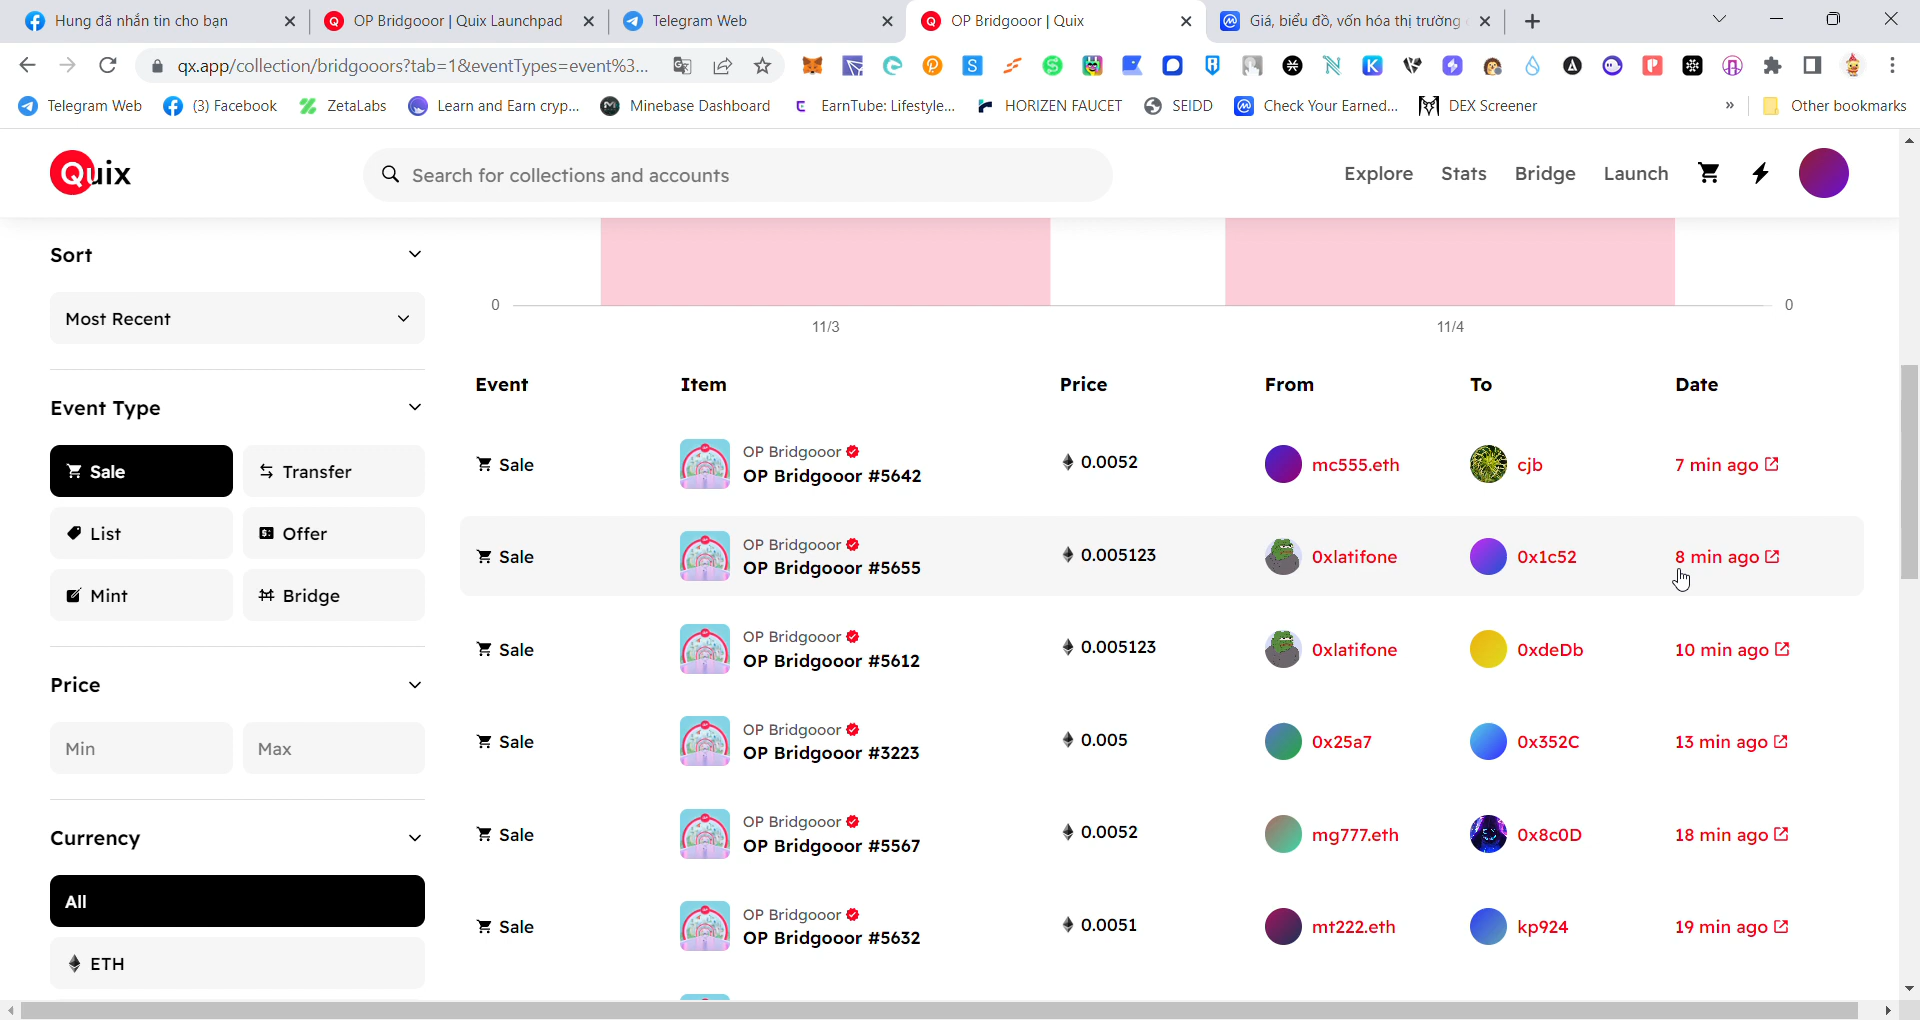 Hung đã nhắn tin cho bạn
OP Bridgooor | Quix Launchpad
Telegram Web
OP Bridgooor | Quix
Giá, biểu đồ, vốn hóa thị trường
qx.app/collection/bridgooors?tab=1&eventTypes=event%3...
Telegram Web
(3) Facebook
ZetaLabs
Learn and Earn cryp...
Minebase Dashboard
EarnTube: Lifestyle...
HORIZEN FAUCET
SEIDD
Check Your Earned...
DEX Screener
»
Other bookmarks
Quix
Search for collections and accounts
Explore
Stats
Bridge
Launch
Sort
Most Recent
Event Type
Sale
Transfer
List
Offer
Mint
Bridge
Price
Min
Max
Currency
All
ETH
0
0
11/3
11/4
Event Item Price From To Date
Sale
OP Bridgooor
OP Bridgooor #5642
0.0052
mc555.eth
cjb
7 min ago
Sale
OP Bridgooor
OP Bridgooor #5655
0.005123
0xlatifone
0x1c52
8 min ago
Sale
OP Bridgooor
OP Bridgooor #5612
0.005123
0xlatifone
0xdeDb
10 min ago
Sale
OP Bridgooor
OP Bridgooor #3223
0.005
0x25a7
0x352C
13 min ago
Sale
OP Bridgooor
OP Bridgooor #5567
0.0052
mg777.eth
0x8c0D
18 min ago
Sale
OP Bridgooor
OP Bridgooor #5632
0.0051
mt222.eth
kp924
19 min ago